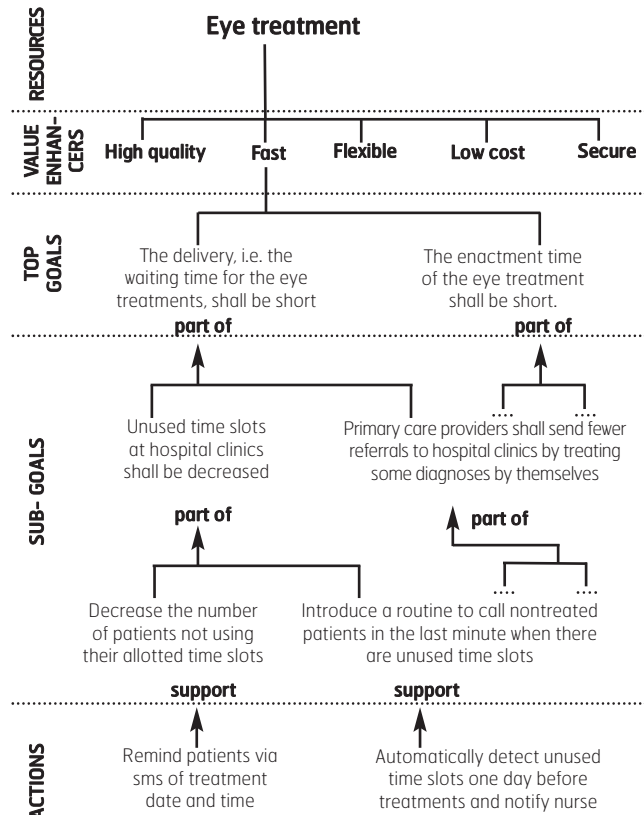 RESOURCES
Eye treatment
VALUE
ENHAN-
CERS
High quality
Fast
Flexible
Low cost
Secure
TOP
GOALS
The delivery, i.e. the
waiting time for the eye
treatments, shall be short
part of
The enactment time
of the eye treatment
shall be short.
part of
SUB- GOALS
Unused time slots
at hospital clinics
shall be decreased
part of
Primary care providers shall send fewer
referrals to hospital clinics by treating
some diagnoses by themselves
part of
....
....
Decrease the number
of patients not using
their allotted time slots
support
Introduce a routine to call nontreated
patients in the last minute when there
are unused time slots
support
....
....
ACTIONS
Remind patients via
sms of treatment
date and time
Automatically detect unused
time slots one day before
treatments and notify nurse